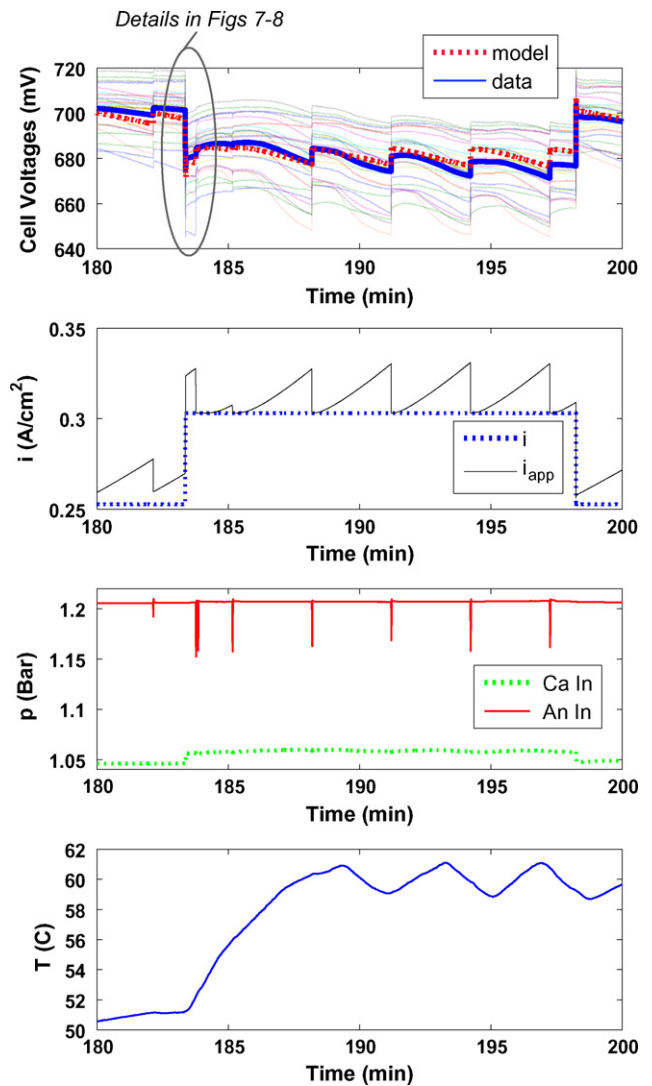 Details in Figs 7-8
model
data
720
700
680
660
640
Cell Voltages (mV)
180
185
190
195
200
Time (min)
0.35
0.3
0.25
i (A/cm²)
i
i_app
180
185
190
195
200
Time (min)
1.2
1.15
1.1
1.05
p (Bar)
Ca In
An In
180
185
190
195
200
Time (min)
62
60
58
56
54
52
50
T (C)
180
185
190
195
200
Time (min)